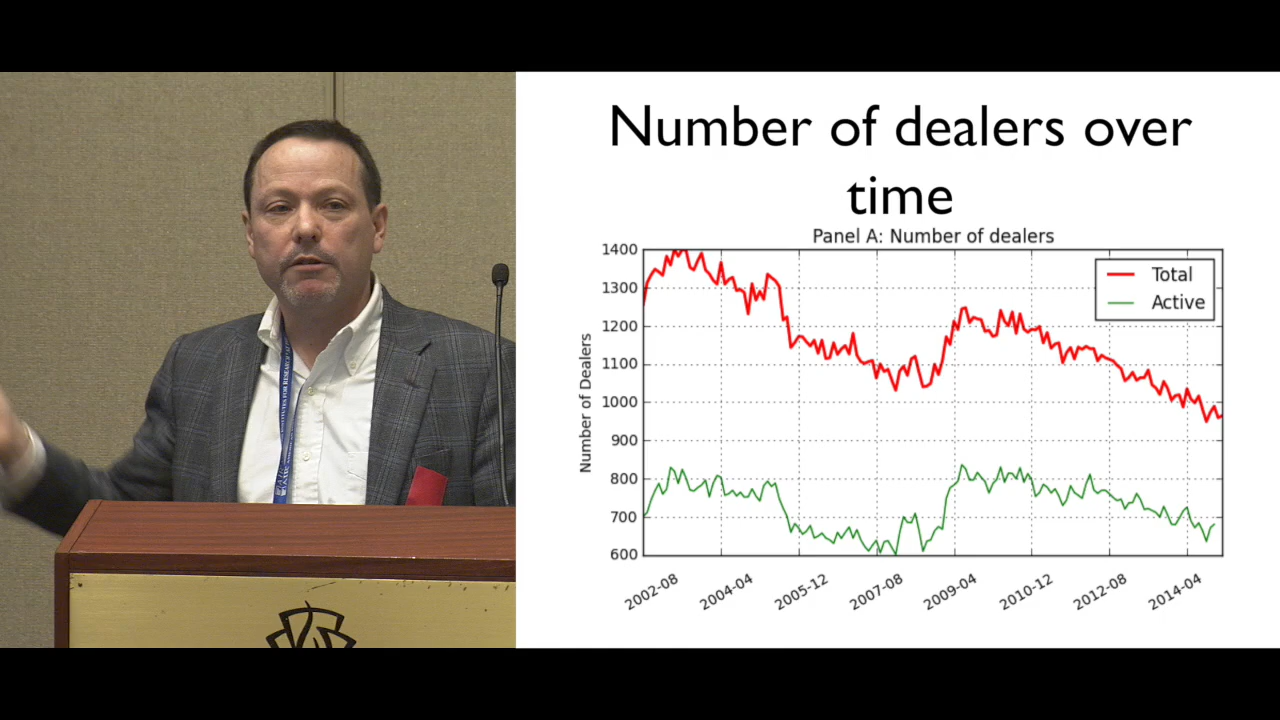 Number of dealers over
time
Panel A: Number of dealers
Number of Dealers
1400
1300
1200
1100
1000
900
800
700
600
Total
Active
2002-08
2004-04
2005-12
2007-08
2009-04
2010-12
2012-08
2014-04